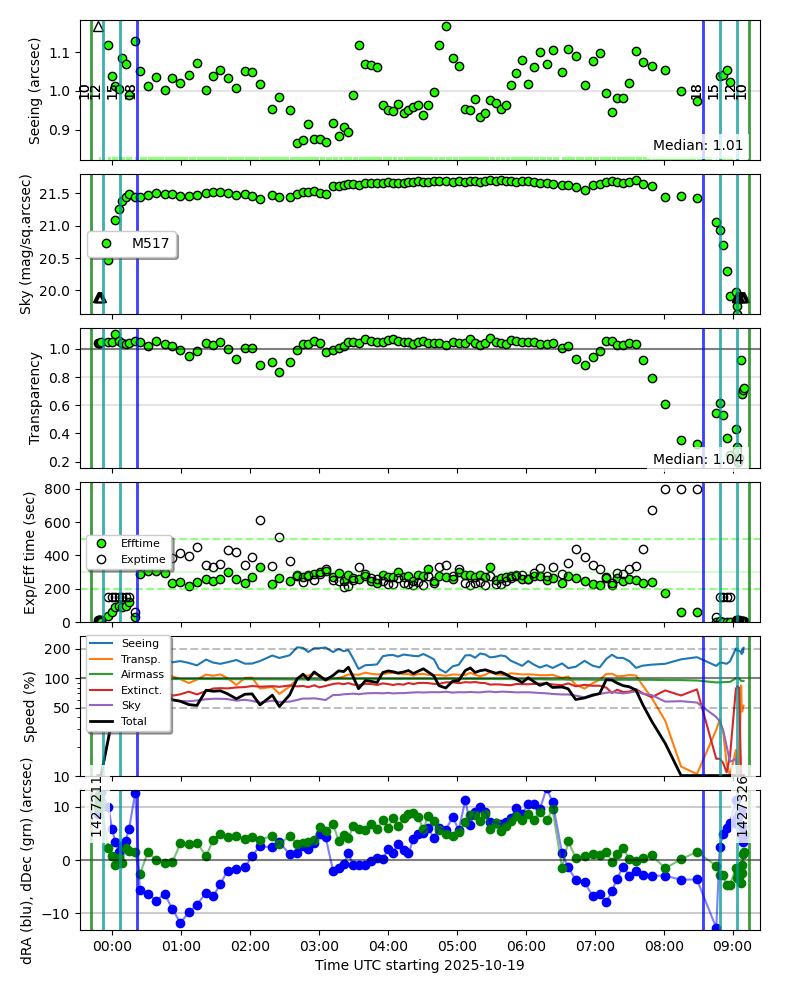 Seeing (arcsec)
1.1
1.0
0.9
10
12
15
18
18
15
12
10
Median: 1.01
Sky (mag/sq.arcsec)
21.5
21.0
20.5
20.0
M517
Transparency
1.0
0.8
0.6
0.4
0.2
Median: 1.04
Exp/Eff time (sec)
800
600
400
200
0
Efftime
Exptime
Speed (%)
200
100
50
10
Seeing
Transp.
Airmass
Extinct.
Sky
Total
dRA (blu), dDec (grn) (arcsec)
10
0
−10
1427211
1427326
00:00 01:00 02:00 03:00 04:00 05:00 06:00 07:00 08:00 09:00
Time UTC starting 2025-10-19